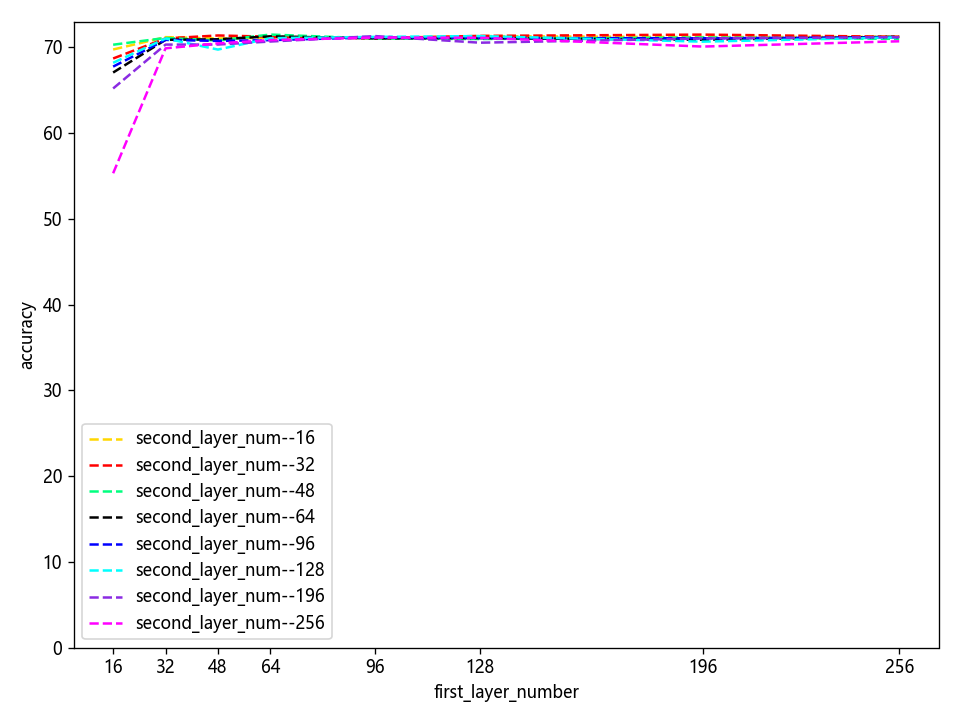 70
60
50
40
30
20
10
0
accuracy
second_layer_num--16
second_layer_num--32
second_layer_num--48
second_layer_num--64
second_layer_num--96
second_layer_num--128
second_layer_num--196
second_layer_num--256
16 32 48 64 96 128 196 256
first_layer_number